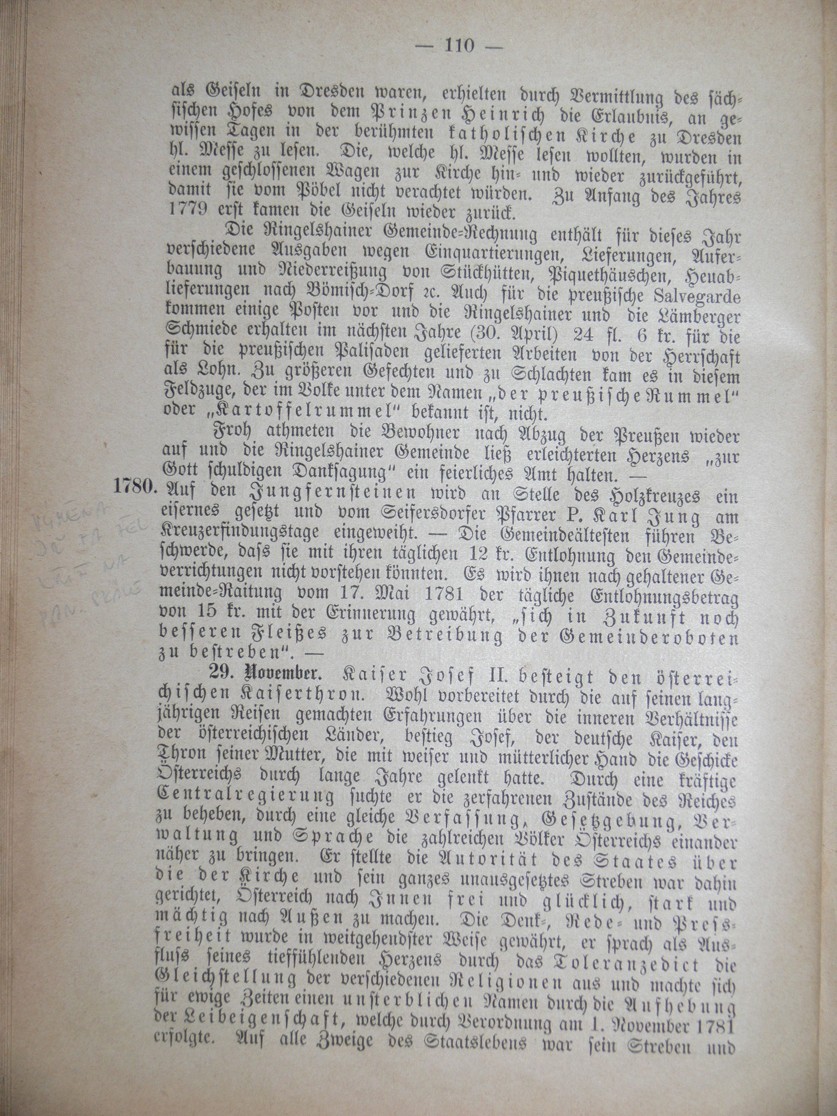 — 110 —
als Geiseln in Dresden waren, erhielten durch Vermittlung des säch-
sischen Hofes von dem Prinzen Heinrich die Erlaubnis, an ge-
wissen Tagen in der berühmten katholischen Kirche zu Dresden
hl. Messe zu lesen. Die, welche hl. Messe lesen wollten, wurden in
einem geschlossenen Wagen zur Kirche hin- und wieder zurückgeführt,
damit sie vom Pöbel nicht verachtet würden. Zu Anfang des Jahres
1779 erst kamen die Geiseln wieder zurück.
Die Ringelshainer Gemeinde-Rechnung enthält für dieses Jahr
verschiedene Ausgaben wegen Einquartierungen, Lieferungen, Aufer-
bauung und Niederreißung von Stückhütten, Piquethäuschen, Heuab-
lieferungen nach Bömisch-Dorf ꝛc. Auch für die preußische Salvegarde
kommen einige Posten vor und die Ringelshainer und die Lämberger
Schmiede erhalten im nächsten Jahre (30. April) 24 fl. 6 kr. für die
für die preußischen Palisaden gelieferten Arbeiten von der Herrschaft
als Lohn. Zu größeren Gefechten und zu Schlachten kam es in diesem
Feldzuge, der im Volke unter dem Namen „der preußische Rummel“
oder „Kartoffelrummel“ bekannt ist, nicht.
Froh athmeten die Bewohner nach Abzug der Preußen wieder
auf und die Ringelshainer Gemeinde ließ erleichterten Herzens „zur
Gott schuldigen Danksagung“ ein feierliches Amt halten. —
1780. Auf den Jungfernsteinen wird an Stelle des Holzkreuzes ein
eisernes gesetzt und vom Seifersdorfer Pfarrer P. Karl Jung am
Kreuzerfindungstage eingeweiht. — Die Gemeindeältesten führen Be-
schwerde, dass sie mit ihren täglichen 12 kr. Entlohnung den Gemeinde-
verrichtungen nicht vorstehen könnten. Es wird ihnen nach gehaltener Ge-
meinde-Raitung vom 17. Mai 1781 der tägliche Entlohnungsbetrag
von 15 kr. mit der Erinnerung gewährt, „sich in Zukunft noch
besseren Fleißes zur Betreibung der Gemeinderoboten
zu bestreben“. —
29. November. Kaiser Josef II. besteigt den österrei-
chischen Kaiserthron. Wohl vorbereitet durch die auf seinen lang-
jährigen Reisen gemachten Erfahrungen über die inneren Verhältnisse
der österreichischen Länder, bestieg Josef, der deutsche Kaiser, den
Thron seiner Mutter, die mit weiser und mütterlicher Hand die Geschicke
Österreichs durch lange Jahre gelenkt hatte. Durch eine kräftige
Centralregierung suchte er die zerfahrenen Zustände des Reiches
zu beheben, durch eine gleiche Verfassung, Gesetzgebung, Ver-
waltung und Sprache die zahlreichen Völker Österreichs einander
näher zu bringen. Er stellte die Autorität des Staates über
die der Kirche und sein ganzes unausgesetztes Streben war dahin
gerichtet, Österreich nach Innen frei und glücklich, stark und
mächtig nach Außen zu machen. Die Denk-, Rede- und Press-
freiheit wurde in weitgehendster Weise gewährt, er sprach als Aus-
fluss seines tieffühlenden Herzens durch das Toleranzedict die
Gleichstellung der verschiedenen Religionen aus und machte sich
für ewige Zeiten einen unsterblichen Namen durch die Aufhebung
der Leibeigenschaft, welche durch Verordnung am 1. November 1781
erfolgte. Auf alle Zweige des Staatslebens war sein Streben und